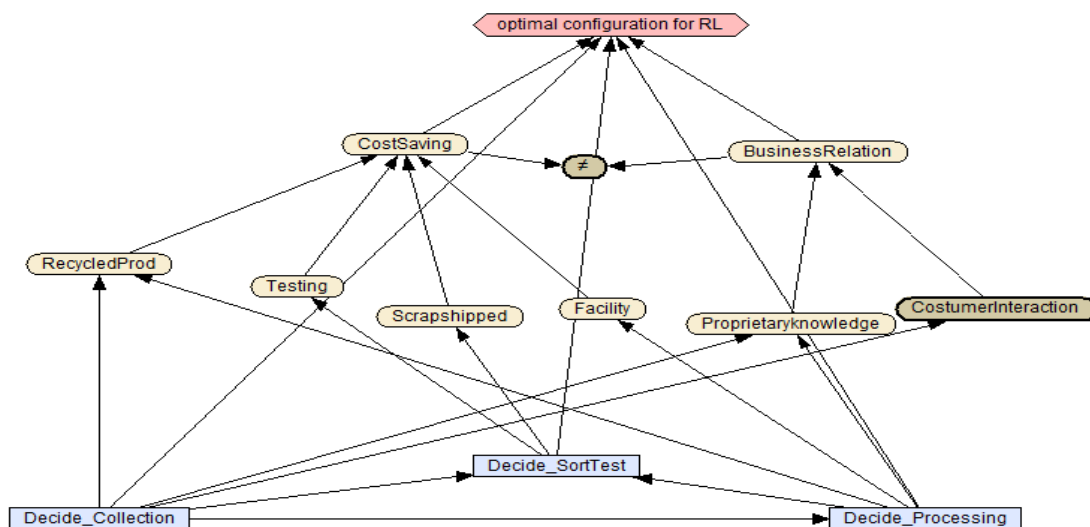 optimal configuration for RL
CostSaving
≠
BusinessRelation
RecycledProd
Testing
Scrapshipped
Facility
Proprietaryknowledge
CostumerInteraction
Decide_SortTest
Decide_Collection
Decide_Processing